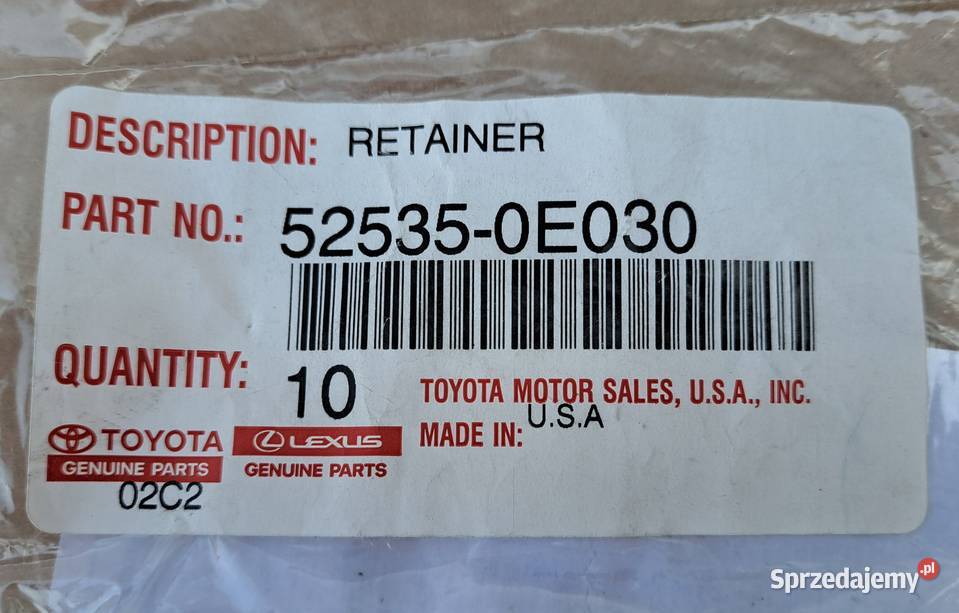 DESCRIPTION: RETAINER
PART NO.: 52535-0E030
QUANTITY: 10
TOYOTA MOTOR SALES, U.S.A., INC.
MADE IN: U.S.A
TOYOTA
GENUINE PARTS
LEXUS
GENUINE PARTS
02C2
Sprzedajemy.pl